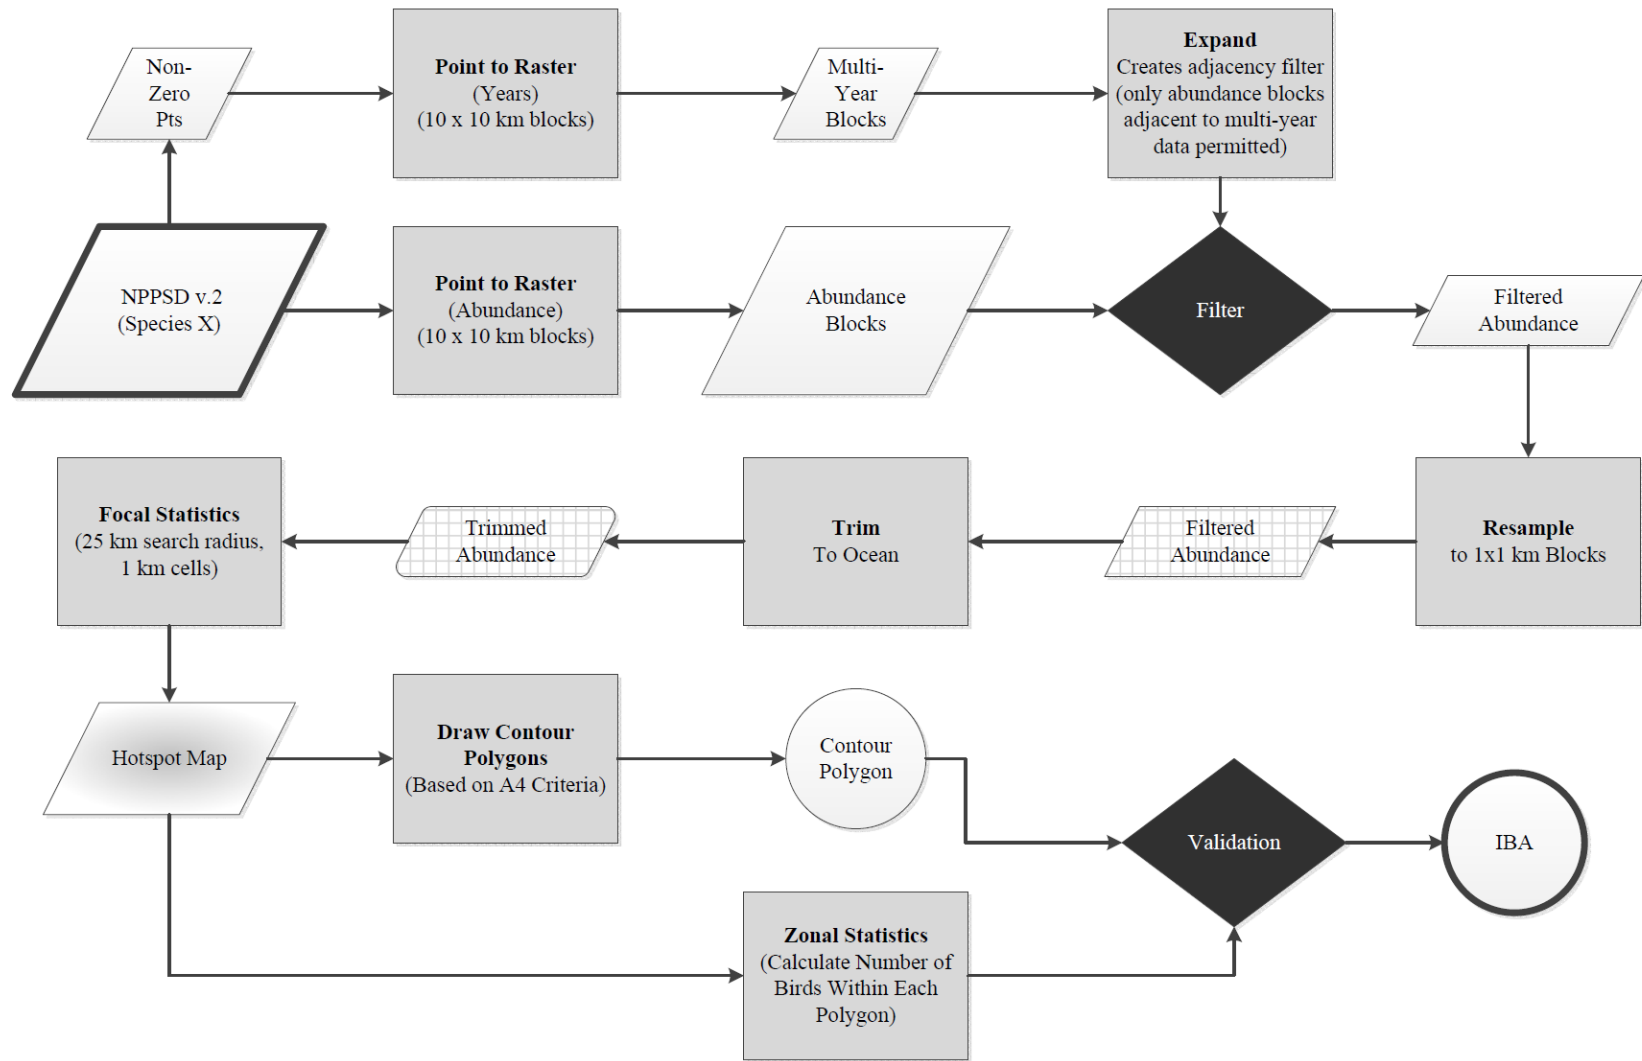 Non-
Zero
Pts
Point to Raster
(Years)
(10 x 10 km blocks)
Multi-
Year
Blocks
Expand
Creates adjacency filter
(only abundance blocks
adjacent to multi-year
data permitted)
NPPSD v.2
(Species X)
Point to Raster
(Abundance)
(10 x 10 km blocks)
Abundance
Blocks
Filter
Filtered
Abundance
Focal Statistics
(25 km search radius,
1 km cells)
Trimmed
Abundance
Trim
To Ocean
Filtered
Abundance
Resample
to 1x1 km Blocks
Hotspot Map
Draw Contour
Polygons
(Based on A4 Criteria)
Contour
Polygon
Validation
IBA
Zonal Statistics
(Calculate Number of
Birds Within Each
Polygon)